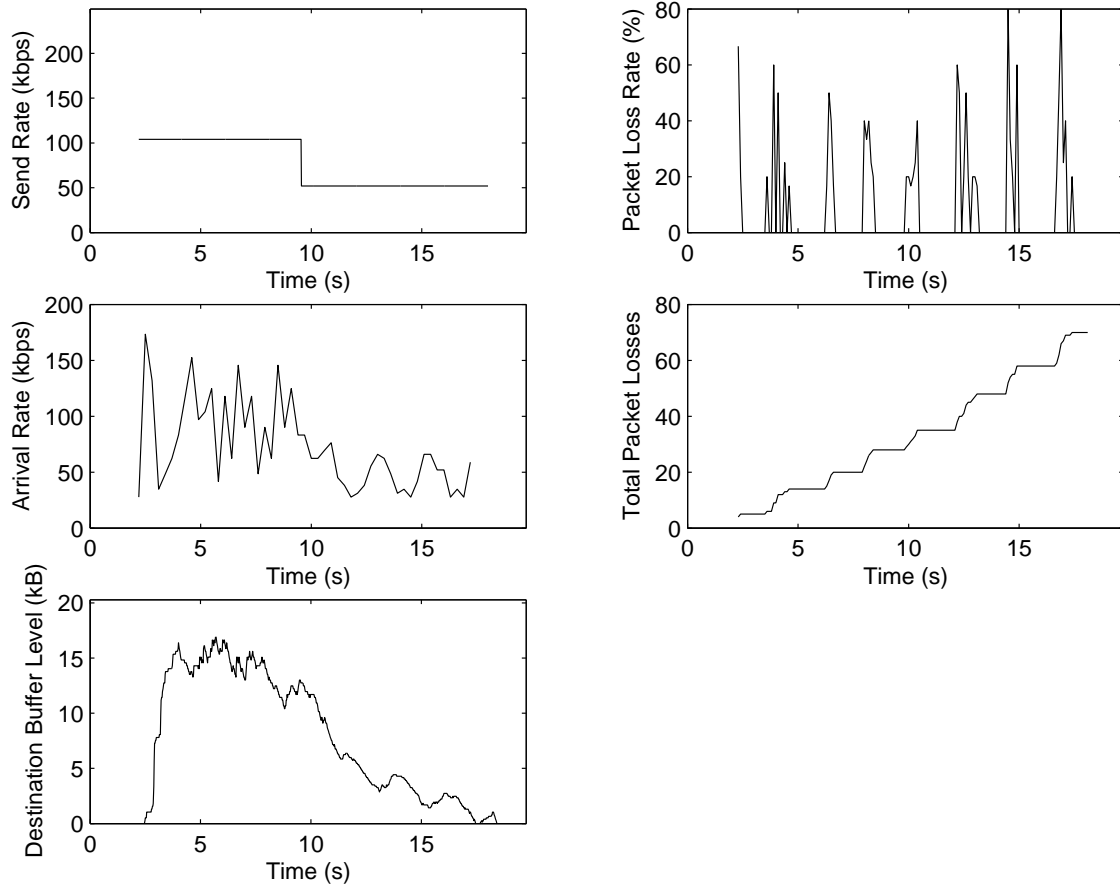 Send Rate (kbps)
200
150
100
50
0
0 5 10 15
Time (s)
Packet Loss Rate (%)
80
60
40
20
0
0 5 10 15
Time (s)
Arrival Rate (kbps)
200
150
100
50
0
0 5 10 15
Time (s)
Total Packet Losses
80
60
40
20
0
0 5 10 15
Time (s)
Destination Buffer Level (kB)
20
15
10
5
0
0 5 10 15
Time (s)